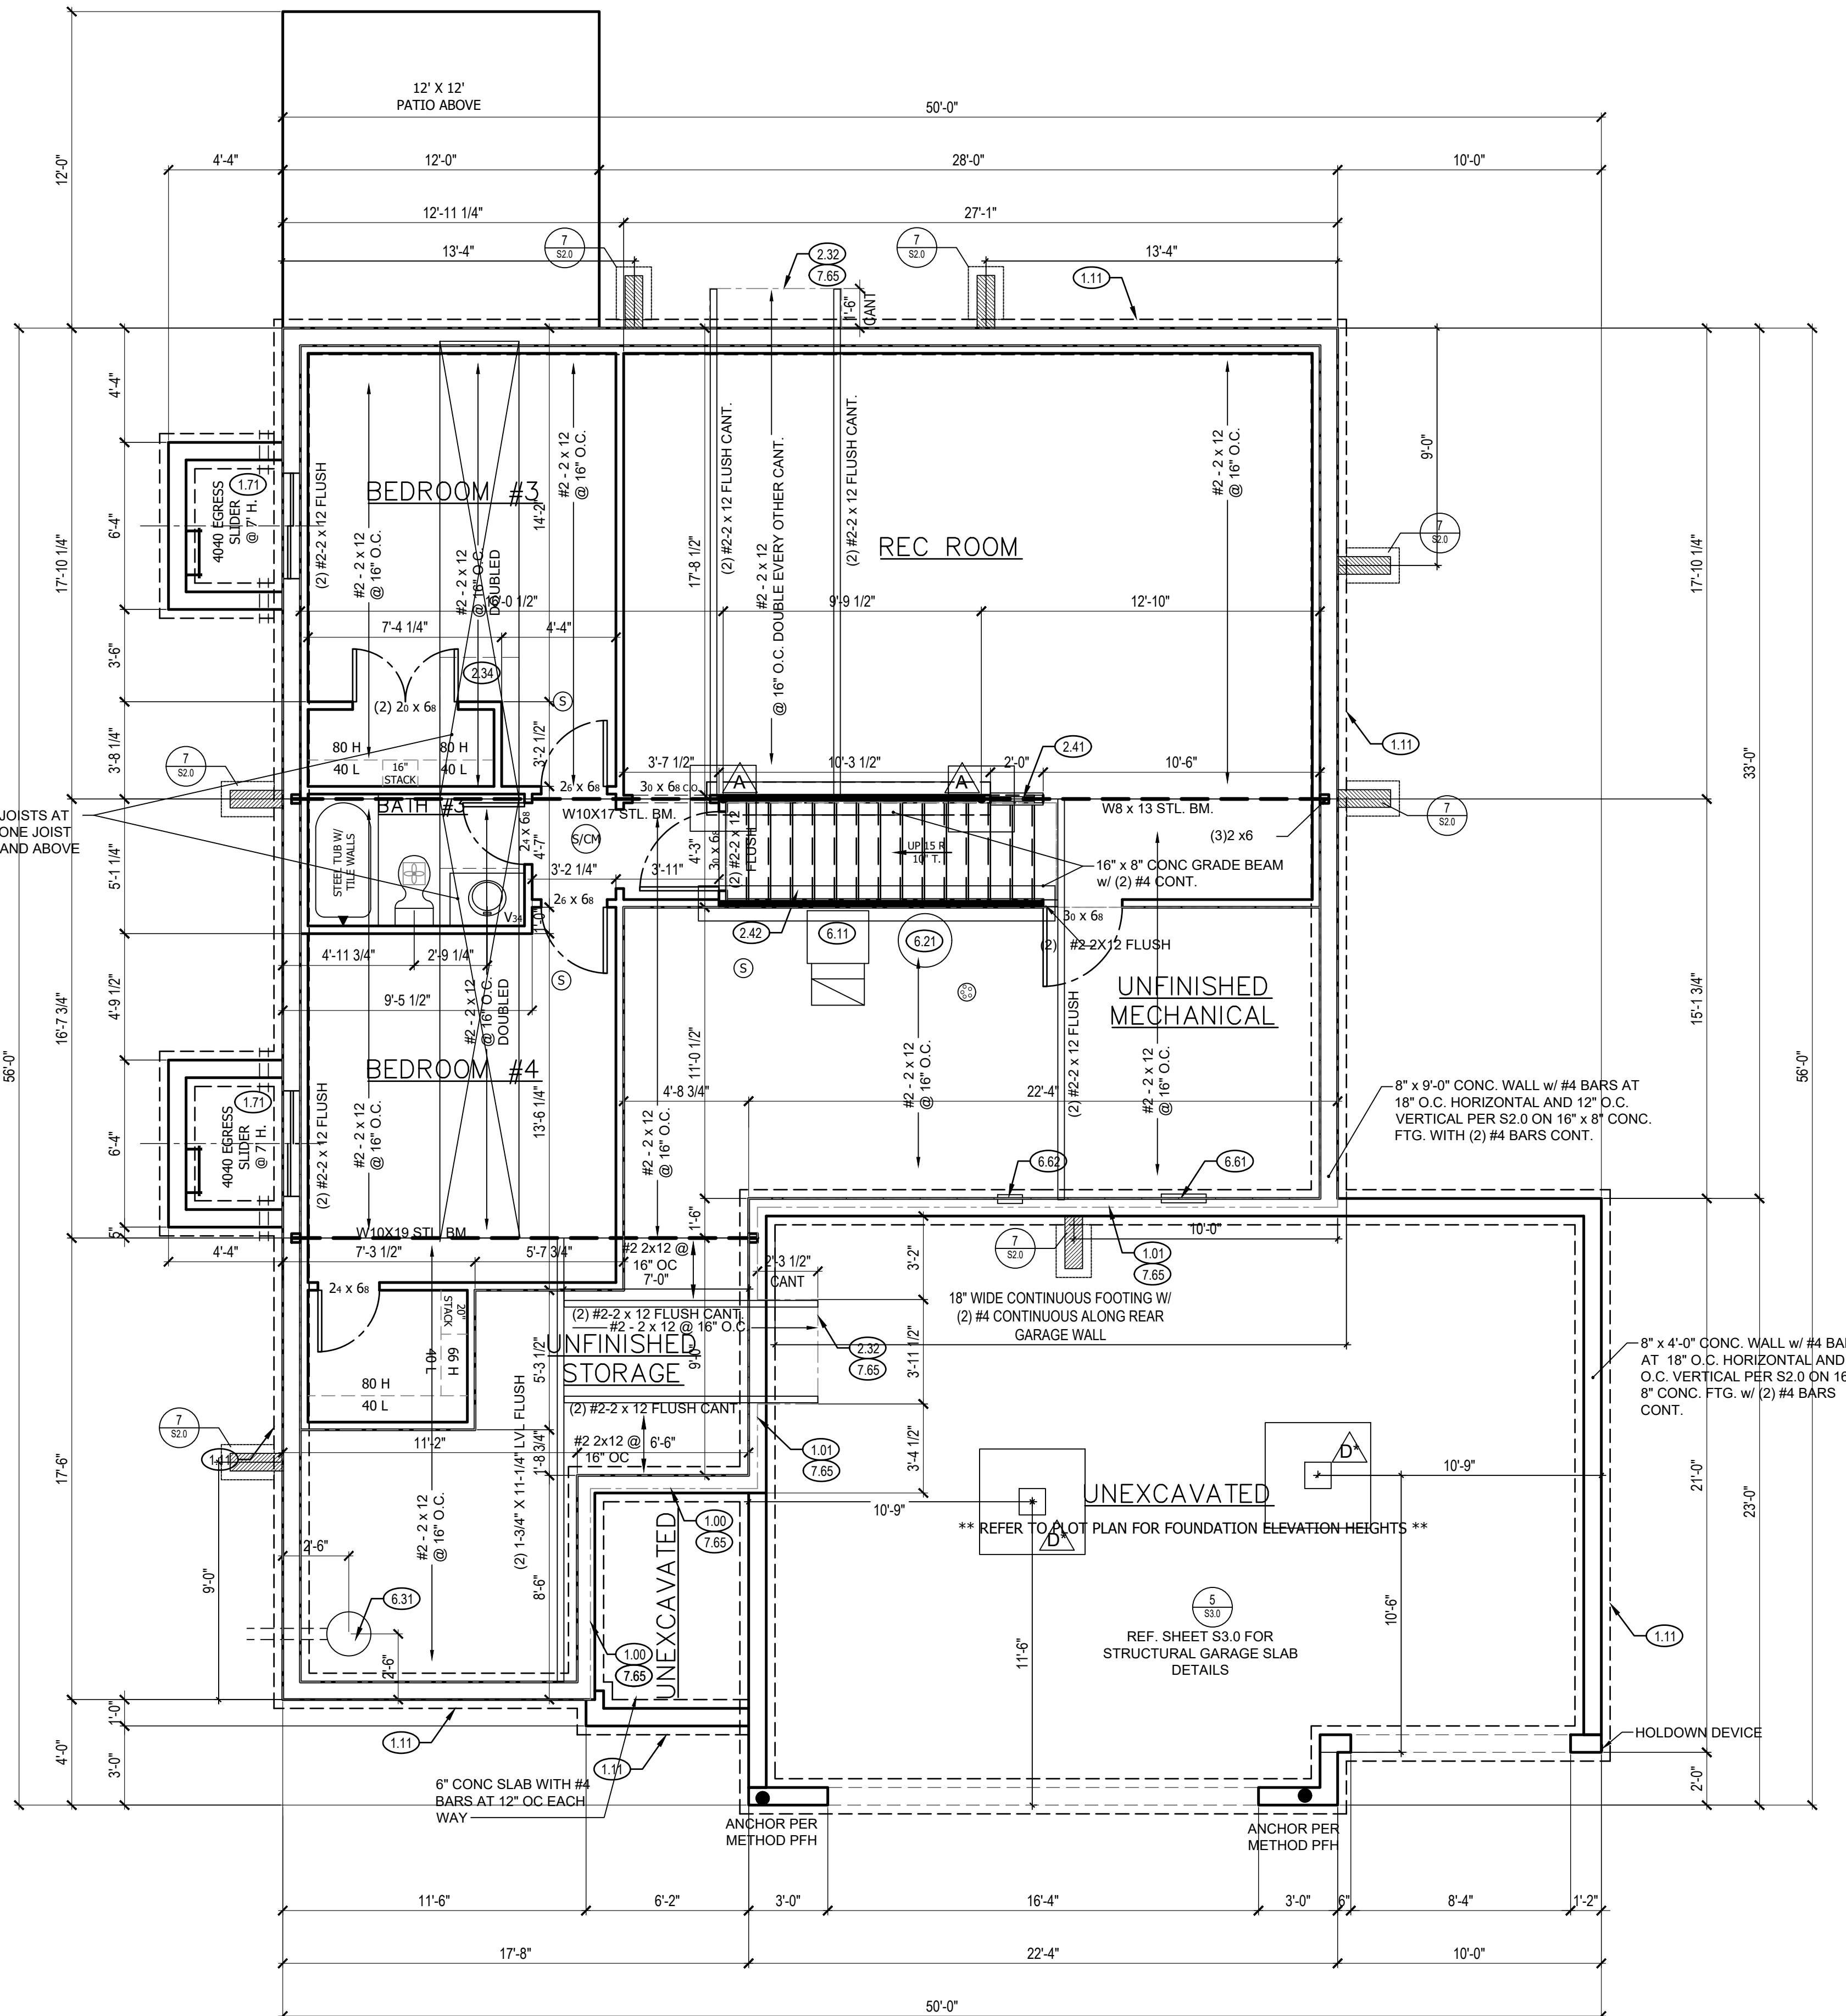 12' X 12'
PATIO ABOVE
50'-0"
4'-4"
12'-0"
28'-0"
10'-0"
12'-0"
12'-11 1/4"
27'-1"
13'-4"
7
S2.0
2.32
7.65
7
S2.0
13'-4"
1.11
1'-6"
CANT
4'-4"
9'-0"
(2) #2-2 x 12 FLUSH
#2 - 2 x 12
@ 16" O.C.
#2 - 2 x 12
@ 16" O.C.
DOUBLED
#2 - 2 x 12
@ 16" O.C.
14'-2"
17'-8 1/2"
(2) #2-2 x 12 FLUSH CANT.
#2 - 2 x 12
@ 16" O.C. DOUBLE EVERY OTHER CANT.
(2) #2-2 x 12 FLUSH CANT.
#2 - 2 x 12
@ 16" O.C.
1.71
4040 EGRESS
SLIDER
@ 7' H.
BEDROOM #3
REC ROOM
7
S2.0
6'-4"
17'-10 1/4"
17'-10 1/4"
9'-9 1/2"
12'-10"
7'-4 1/4"
4'-4"
3'-6"
2.34
(2) 20 x 68
S
3'-8 1/4"
80 H
40 L
16"
STACK
80 H
40 L
3'-2 1/2"
7
S2.0
3'-7 1/2"
A
10'-3 1/2"
A
2'-0"
2.41
10'-6"
1.11
33'-0"
26 x 68
30 x 68 C.O.
JOISTS AT
ONE JOIST
AND ABOVE
BATH #3
W10X17 STL. BM.
W8 x 13 STL. BM.
7
S2.0
(3)2 x6
STEEL TUB W/
TILE WALLS
24 x 68
4'-7"
S/CM
4'-3"
30 x 68
(2) #2-2 x 12
FLUSH
UP 15 R
10" T.
16" x 8" CONC GRADE BEAM
w/ (2) #4 CONT.
5'-11 1/4"
3'-2 1/4"
3'-11"
26 x 68
V34
1'-0"
2.42
6.11
6.21
30 x 68
(2) #2-2X12 FLUSH
4'-11 3/4"
2'-9 1/4"
S
S
UNFINISHED
MECHANICAL
9'-5 1/2"
4'-9 1/2"
16'-7 3/4"
#2 - 2 x 12
@ 16" O.C.
DOUBLED
BEDROOM #4
11'-0 1/2"
15'-1 3/4"
56'-0"
56'-0"
4'-8 3/4"
22'-4"
#2 - 2 x 12
@ 16" O.C.
(2) #2-2 x 12 FLUSH
#2 - 2 x 12
@ 16" O.C.
8" x 9'-0" CONC. WALL w/ #4 BARS AT
18" O.C. HORIZONTAL AND 12" O.C.
VERTICAL PER S2.0 ON 16" x 8" CONC.
FTG. WITH (2) #4 BARS CONT.
1.71
4040 EGRESS
SLIDER
@ 7' H.
6'-4"
(2) #2-2 x 12 FLUSH
#2 - 2 x 12
@ 16" O.C.
13'-6 1/4"
#2 - 2 x 12
@ 16" O.C.
6.62
6.61
5"
1'-6"
W10X19 STL. BM
10'-0"
4'-4"
7'-3 1/2"
5'-7 3/4"
#2 2x12 @
16" OC
7'-0"
2'-3 1/2"
CANT
7
S2.0
1.01
7.65
3'-2"
24 x 68
20"
STACK
66 H
40 L
80 H
40 L
(2) #2-2 x 12 FLUSH CANT.
#2 - 2 x 12 @ 16" O.C.
18" WIDE CONTINUOUS FOOTING W/
(2) #4 CONTINUOUS ALONG REAR
GARAGE WALL
UNFINISHED
STORAGE
5'-3 1/2"
9'-0"
2.32
7.65
3'-11 1/2"
(2) #2-2 x 12 FLUSH CANT
8" x 4'-0" CONC. WALL w/ #4
AT 18" O.C. HORIZONTAL AND
O.C. VERTICAL PER S2.0 ON
8" CONC. FTG. w/ (2) #4 BARS
CONT.
7
S2.0
1.11
11'-2"
#2 2x12 @
16" OC
6'-6"
1'-8 3/4"
1.01
7.65
3'-4 1/2"
17'-6"
(2) 1-3/4" X 11-1/4" LVL FLUSH
#2 - 2 x 12
@ 16" O.C.
D*
10'-9"
10'-9"
UNEXCAVATED
21'-0"
23'-0"
** REFER TO PLOT PLAN FOR FOUNDATION ELEVATION HEIGHTS **
D*
1.00
7.65
2'-6"
9'-0"
8'-6"
6.31
UNEXCAVATED
2'-6"
1.00
7.65
5
S3.0
REF. SHEET S3.0 FOR
STRUCTURAL GARAGE SLAB
DETAILS
11'-6"
10'-6"
1.11
1'-0"
4'-0"
3'-0"
1.11
1.11
HOLDOWN DEVICE
2'-0"
6" CONC SLAB WITH #4
BARS AT 12" OC EACH
WAY
ANCHOR PER
METHOD PFH
ANCHOR PER
METHOD PFH
11'-6"
6'-2"
3'-0"
16'-4"
3'-0"
6"
8'-4"
1'-2"
17'-8"
22'-4"
10'-0"
50'-0"